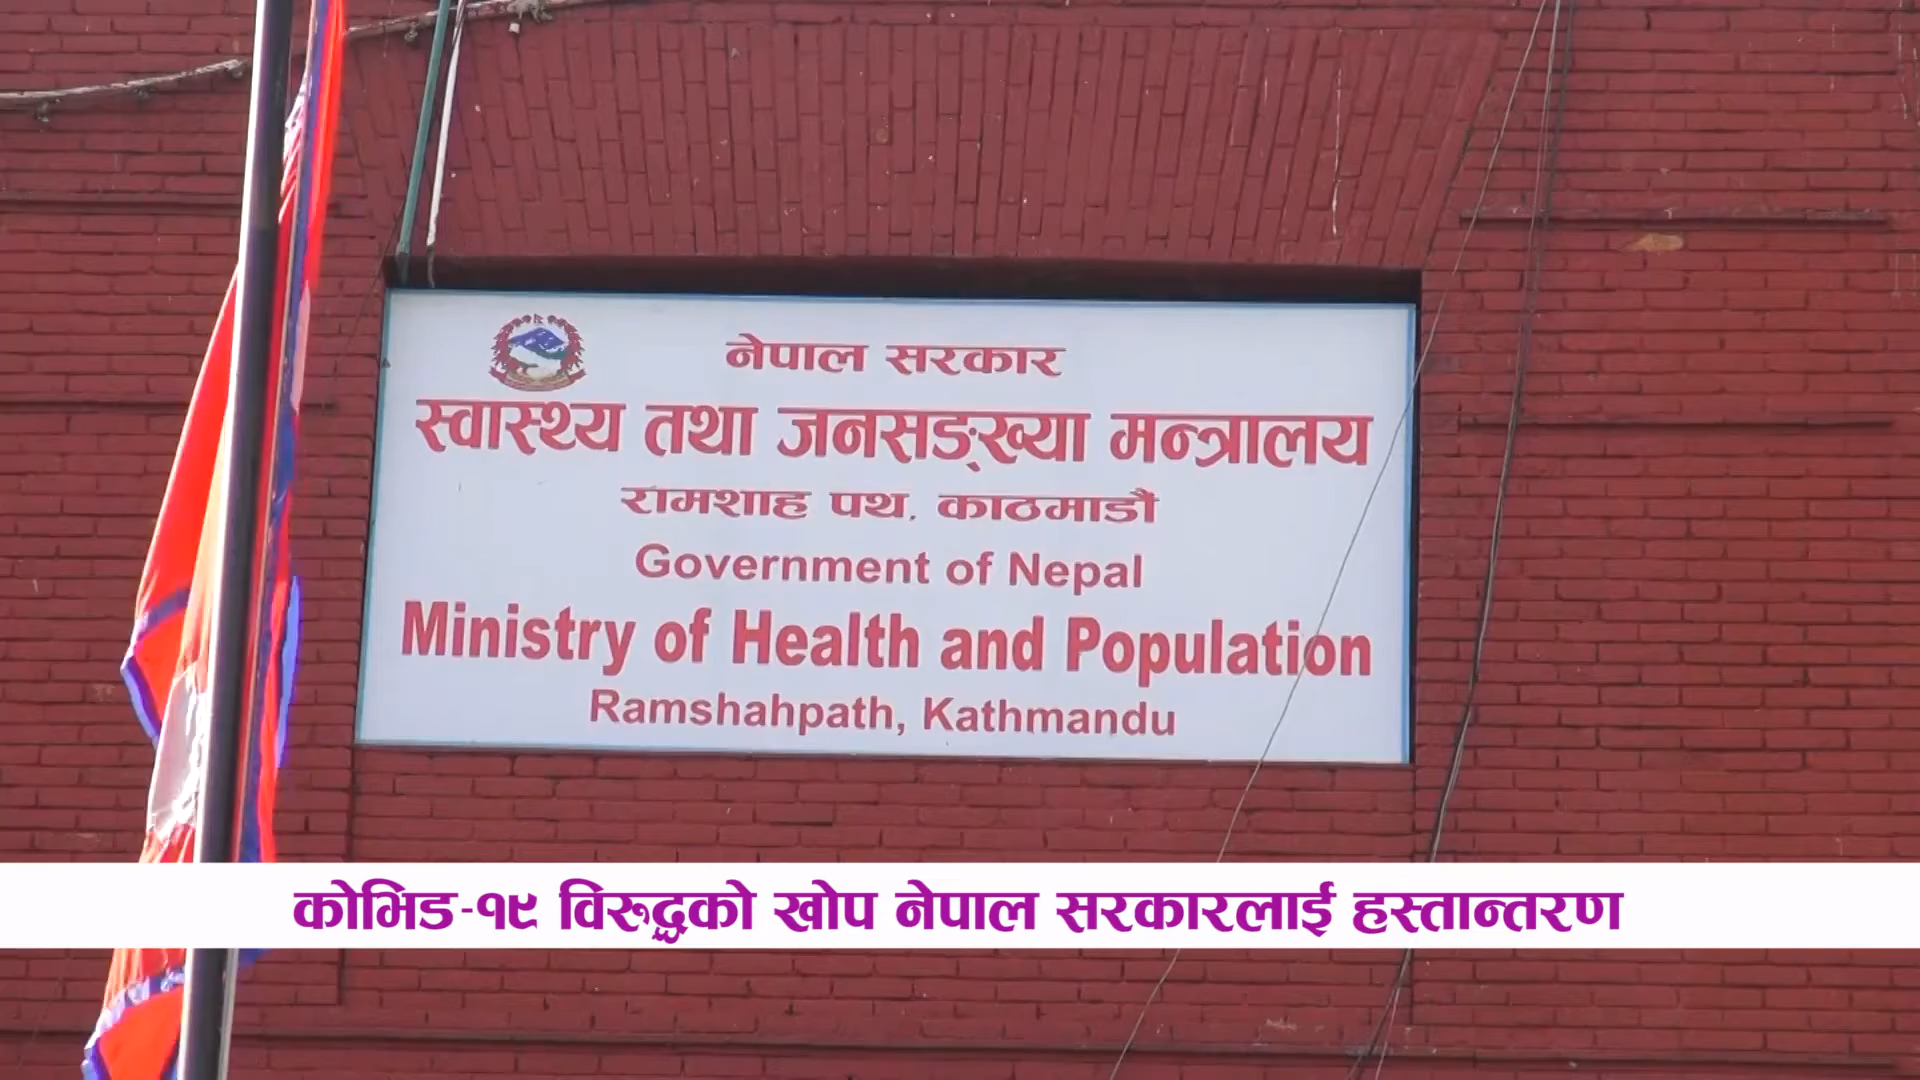 नेपाल सरकार
स्वास्थ्य तथा जनसङ्ख्या मन्त्रालय
रामशाह पथ, काठमाडौं
Government of Nepal
Ministry of Health and Population
Ramshahpath, Kathmandu
कोभिड-१९ विरुद्धको खोप नेपाल सरकारलाई हस्तान्तरण